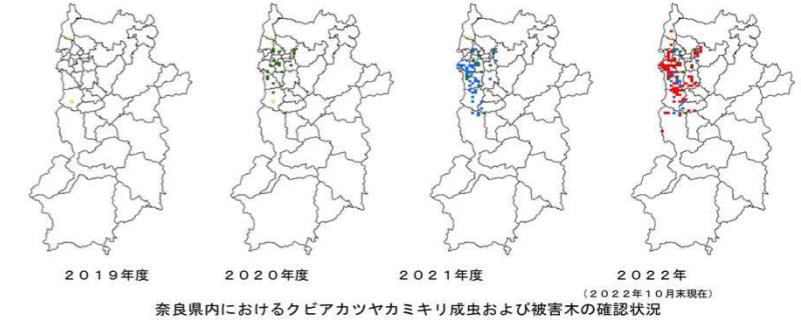 ２０１９年度
２０２０年度
２０２１年度
２０２２年
（２０２２年１０月末現在）
奈良県内におけるクビアカツヤカミキリ成虫および被害木の確認状況